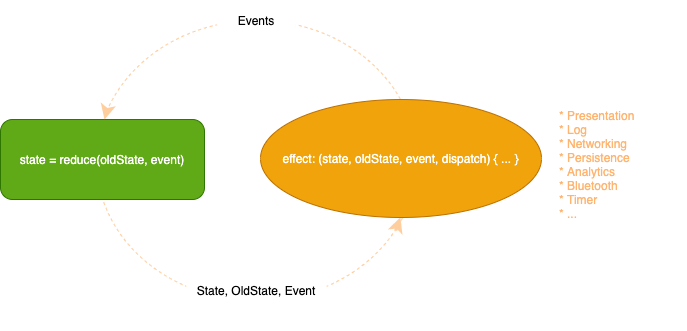 Events
state = reduce(oldState, event)
effect: (state, oldState, event, dispatch) { ... }
* Presentation
* Log
* Networking
* Persistence
* Analytics
* Bluetooth
* Timer
* ...
State, OldState, Event